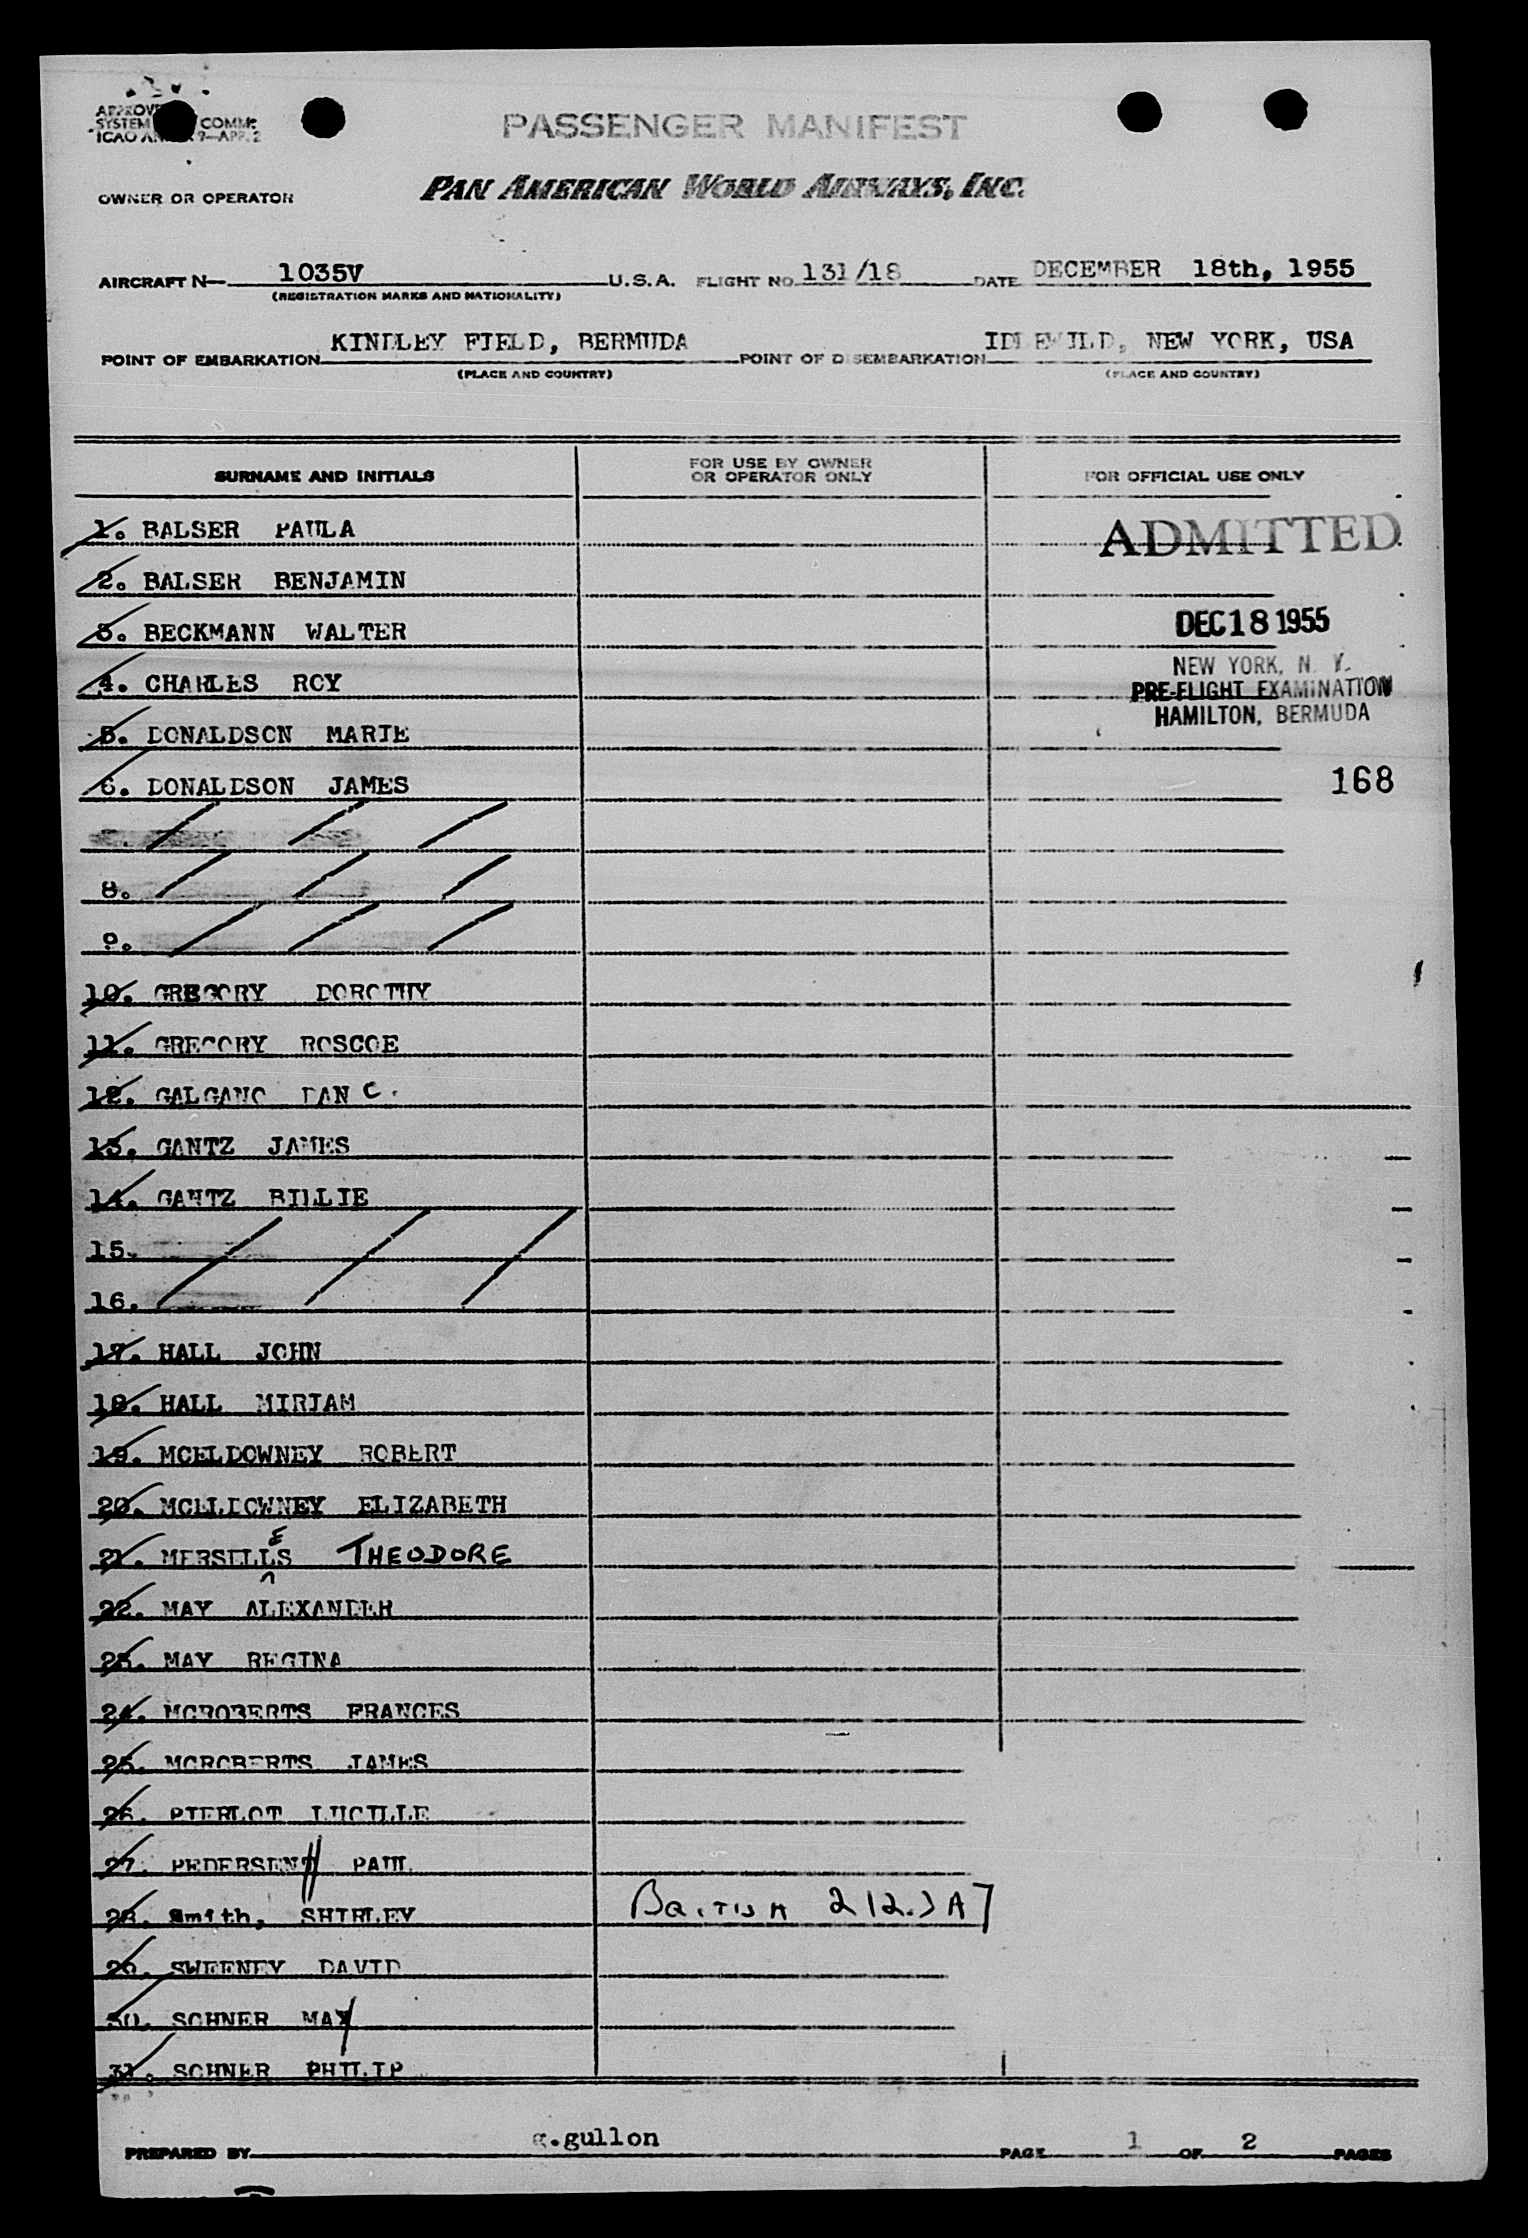 PASSENGER MANIFEST
OWNER OR OPERATOR PAN AMERICAN WORLD AIRWAYS, INC.
AIRCRAFT N 1035V U.S.A. FLIGHT NO. 131/18 DATE DECEMBER 18th, 1955
(REGISTRATION MARKS AND NATIONALITY)
POINT OF EMBARKATION KINDLEY FIELD, BERMUDA POINT OF DISEMBARKATION IDLEWILD, NEW YORK, USA
(PLACE AND COUNTRY) (PLACE AND COUNTRY)
SURNAME AND INITIALS FOR USE BY OWNER OR OPERATOR ONLY FOR OFFICIAL USE ONLY
1. BALSER PAULA ADMITTED
2. BALSER BENJAMIN
3. BECKMANN WALTER DEC 18 1955
NEW YORK, N. Y.
4. CHARLES ROY PRE-FLIGHT EXAMINATION
HAMILTON, BERMUDA
5. DONALDSON MARIE
6. DONALDSON JAMES 168
8.
9.
10. GREGORY DOROTHY
11. GREGORY ROSCOE
12. GALGANO DAN C.
13. GANTZ JAMES
14. GANTZ BILLIE
15.
16.
17. HALL JOHN
18. HALL MIRIAM
19. MCELDOWNEY ROBERT
20. MCELDOWNEY ELIZABETH
21. MERSELES THEODORE
22. MAY ALEXANDER
23. MAY REGINA
24. MCROBERTS FRANCES
25. MCROBERTS JAMES
26. PIERLOT LUCILLE
27. PEDERSEN PAUL
28. Smith, SHIRLEY BRITISH
29. SWEENEY DAVID
30. SOHNER MAX
31. SOHNER PHILIP
PREPARED BY g.gullon PAGE 1 OF 2 PAGES